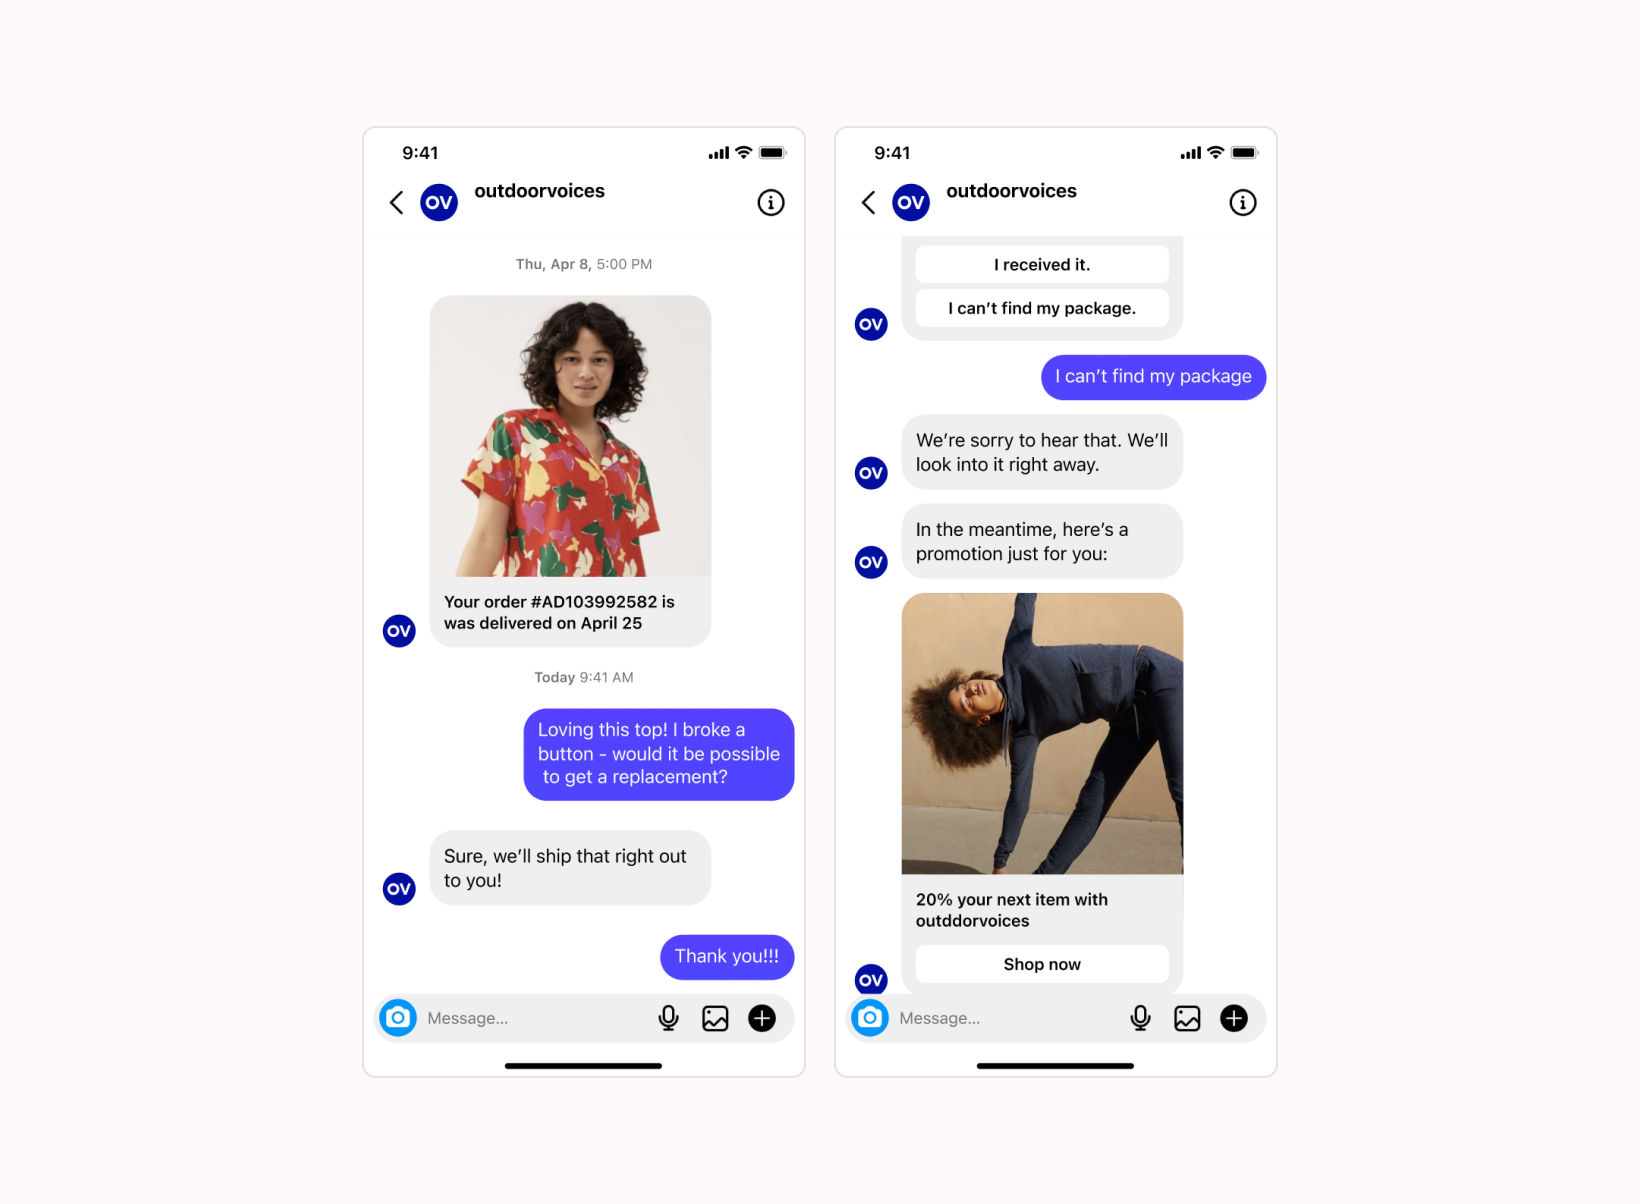 9:41
OV
outdoorvoices
Thu, Apr 8, 5:00 PM
Your order #AD103992582 is
was delivered on April 25
OV
Today 9:41 AM
Loving this top! I broke a
button - would it be possible
to get a replacement?
Sure, we'll ship that right out
to you!
OV
Thank you!!!
Message...
9:41
OV
outdoorvoices
I received it.
I can't find my package.
OV
I can't find my package
We're sorry to hear that. We'll
look into it right away.
OV
In the meantime, here's a
promotion just for you:
OV
20% your next item with
outddorvoices
Shop now
OV
Message...